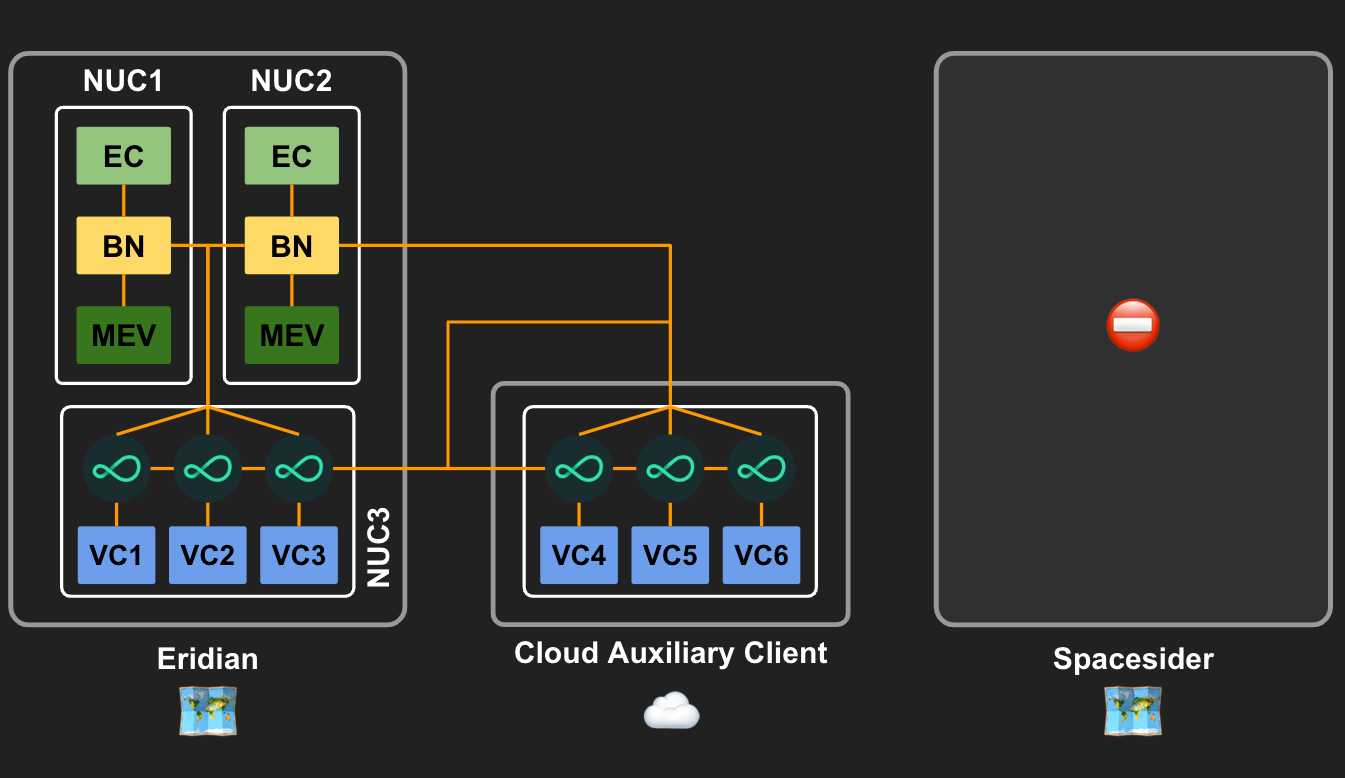 NUC1
NUC2
EC
EC
BN
BN
MEV
MEV
VC1
VC2
VC3
NUC3
VC4
VC5
VC6
Eridian
Cloud Auxiliary Client
Spacesider